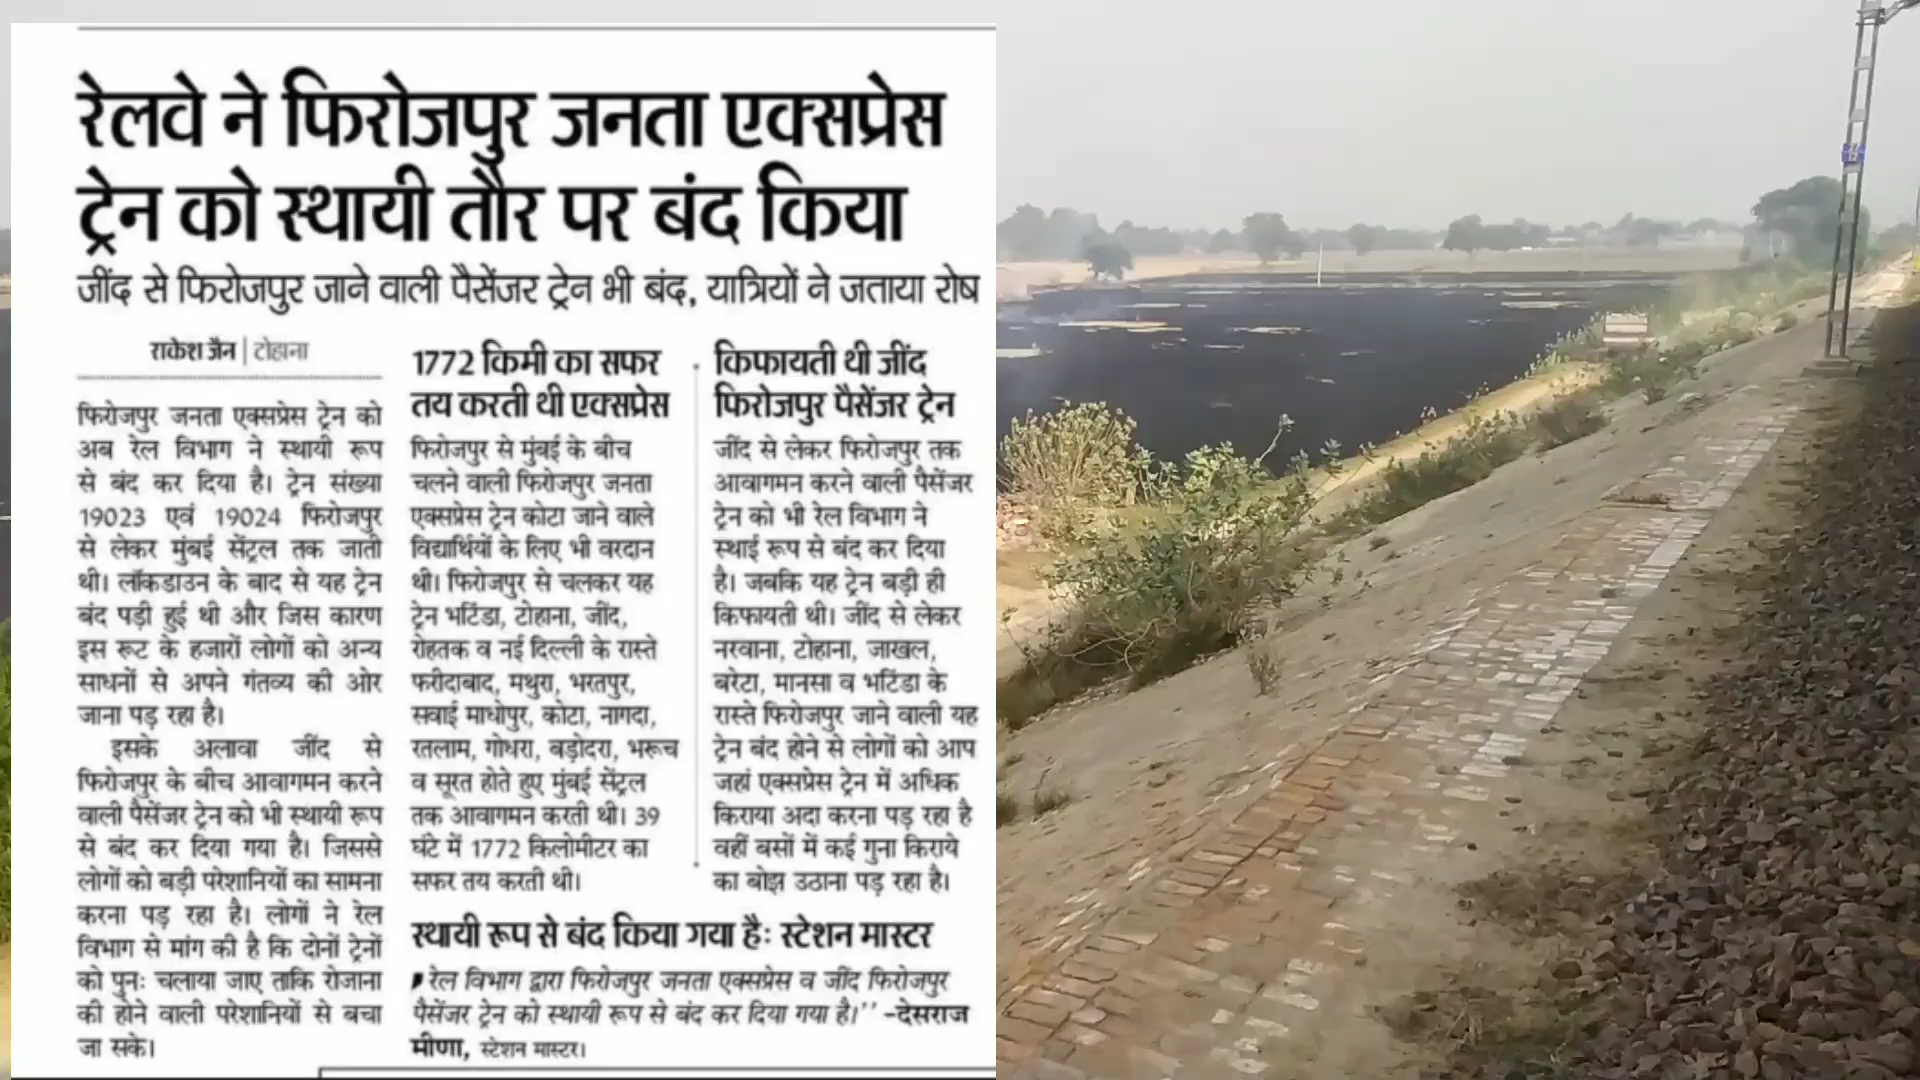 रेलवे ने फिरोजपुर जनता एक्सप्रेस
ट्रेन को स्थायी तौर पर बंद किया
जींद से फिरोजपुर जाने वाली पैसेंजर ट्रेन भी बंद, यात्रियों ने जताया रोष
राकेश जैन | टोहाना
फिरोजपुर जनता एक्सप्रेस ट्रेन को
अब रेल विभाग ने स्थायी रूप
से बंद कर दिया है। ट्रेन संख्या
19023 एवं 19024 फिरोजपुर
से लेकर मुंबई सेंट्रल तक जाती
थी। लॉकडाउन के बाद से यह ट्रेन
बंद पड़ी हुई थी और जिस कारण
इस रूट के हजारों लोगों को अन्य
साधनों से अपने गंतव्य की ओर
जाना पड़ रहा है।
इसके अलावा जींद से
फिरोजपुर के बीच आवागमन करने
वाली पैसेंजर ट्रेन को भी स्थायी रूप
से बंद कर दिया गया है। जिससे
लोगों को बड़ी परेशानियों का सामना
करना पड़ रहा है। लोगों ने रेल
विभाग से मांग की है कि दोनों ट्रेनों
को पुनः चलाया जाए ताकि रोजाना
की होने वाली परेशानियों से बचा
जा सके।
1772 किमी का सफर
तय करती थी एक्सप्रेस
फिरोजपुर से मुंबई के बीच
चलने वाली फिरोजपुर जनता
एक्सप्रेस ट्रेन कोटा जाने वाले
विद्यार्थियों के लिए भी वरदान
थी। फिरोजपुर से चलकर यह
ट्रेन भटिंडा, टोहाना, जींद,
रोहतक व नई दिल्ली के रास्ते
फरीदाबाद, मथुरा, भरतपुर,
सवाई माधोपुर, कोटा, नागदा,
रतलाम, गोधरा, बड़ोदरा, भरूच
व सूरत होते हुए मुंबई सेंट्रल
तक आवागमन करती थी। 39
घंटे में 1772 किलोमीटर का
सफर तय करती थी।
किफायती थी जींद
फिरोजपुर पैसेंजर ट्रेन
जींद से लेकर फिरोजपुर तक
आवागमन करने वाली पैसेंजर
ट्रेन को भी रेल विभाग ने
स्थाई रूप से बंद कर दिया
है। जबकि यह ट्रेन बड़ी ही
किफायती थी। जींद से लेकर
नरवाना, टोहाना, जाखल,
बरेटा, मानसा व भटिंडा के
रास्ते फिरोजपुर जाने वाली यह
ट्रेन बंद होने से लोगों को आप
जहां एक्सप्रेस ट्रेन में अधिक
किराया अदा करना पड़ रहा है
वहीं बसों में कई गुना किराये
का बोझ उठाना पड़ रहा है।
स्थायी रूप से बंद किया गया है: स्टेशन मास्टर
रेल विभाग द्वारा फिरोजपुर जनता एक्सप्रेस व जींद फिरोजपुर
पैसेंजर ट्रेन को स्थायी रूप से बंद कर दिया गया है।'' -देसराज
मीणा, स्टेशन मास्टर।